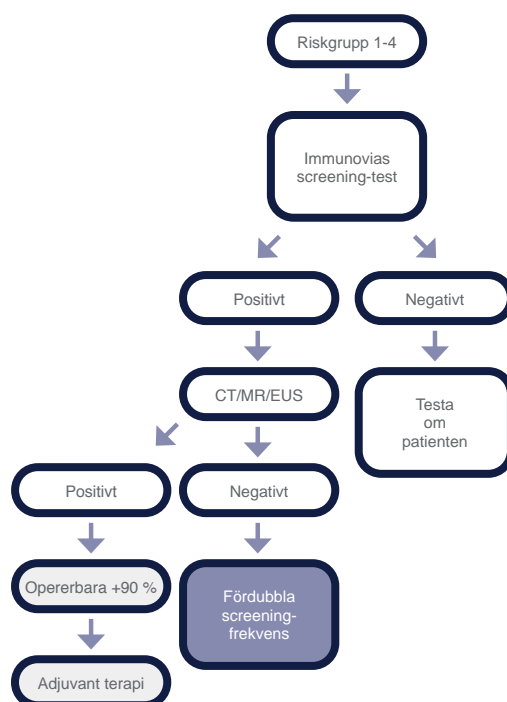 Riskgrupp 1-4
Immunovias
screening-test
Positivt
Negativt
CT/MR/EUS
Testa
om
patienten
Positivt
Negativt
Opererbara +90 %
Fördubbla
screening-
frekvens
Adjuvant terapi